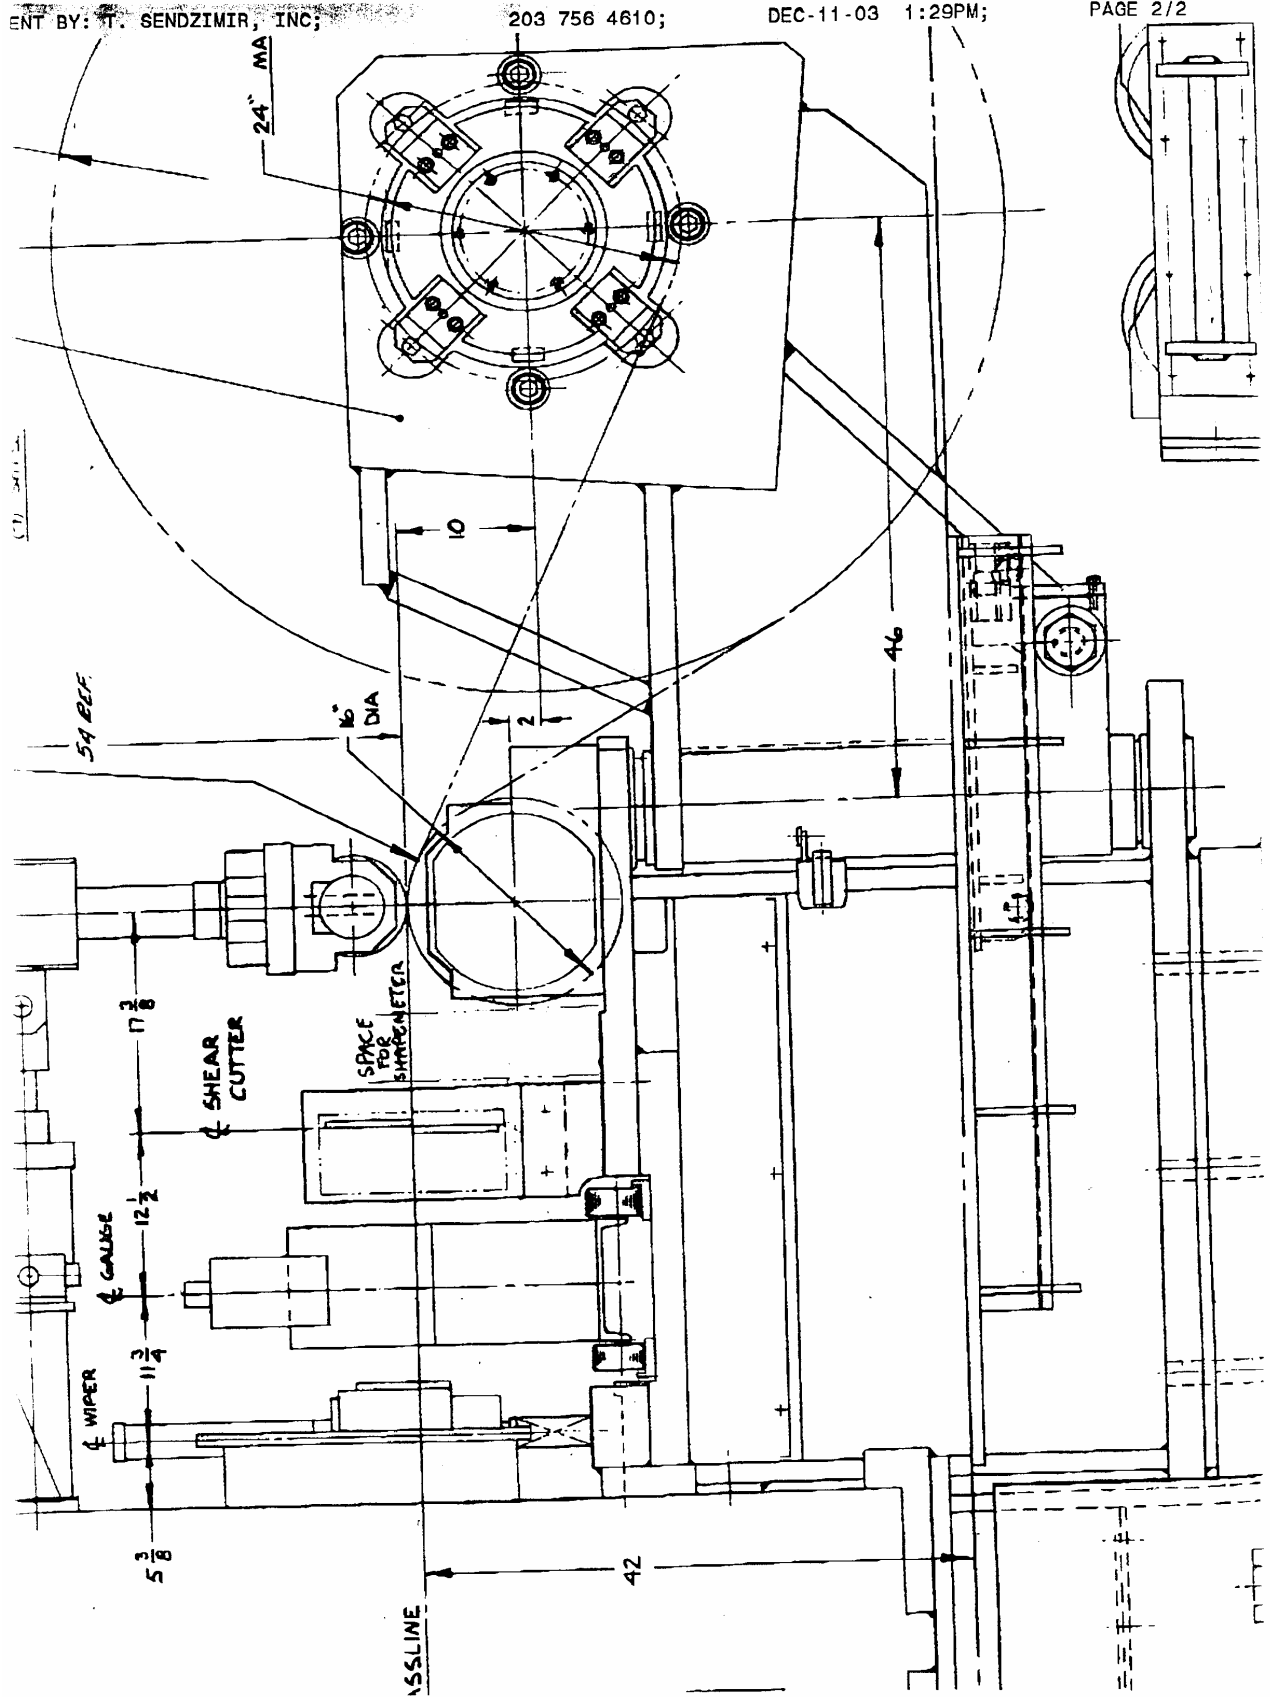 ENT BY: T. SENDZIMIR, INC; 203 756 4610; DEC-11-03 1:29PM; PAGE 2/2
24" MA
10
46
54 REF.
16"
DIA
2
17 3/8
℄ SHEAR
CUTTER
SPACE
FOR
SHAPEMETER
12 1/2
℄ GAUGE
11 3/4
℄ WIPER
5 3/8
42
ASSLINE